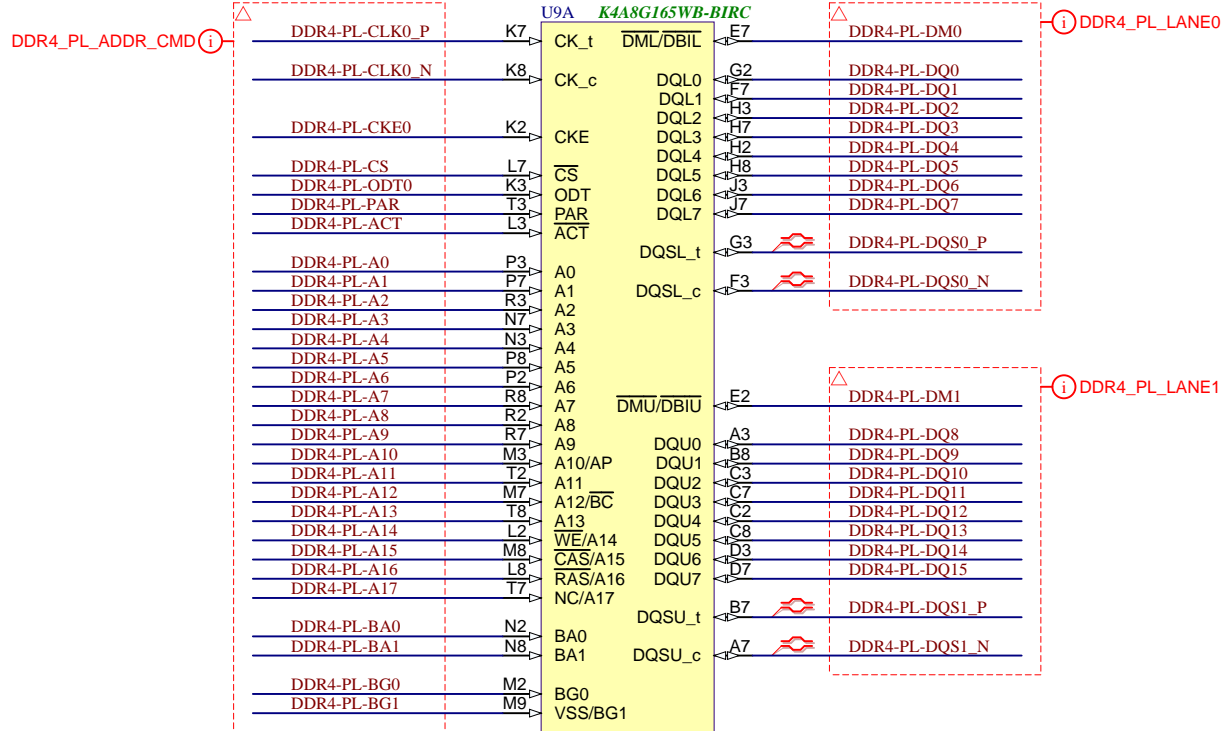 U9A K4A8G165WB-BIRC
DDR4_PL_ADDR_CMD i
i DDR4_PL_LANE0
DDR4-PL-CLK0_P K7 CK_t DML/DBIL E7 DDR4-PL-DM0
DDR4-PL-CLK0_N K8 CK_c DQL0 G2 DDR4-PL-DQ0
DQL1 F7 DDR4-PL-DQ1
DQL2 H3 DDR4-PL-DQ2
DDR4-PL-CKE0 K2 CKE DQL3 H7 DDR4-PL-DQ3
DQL4 H2 DDR4-PL-DQ4
DDR4-PL-CS L7 CS DQL5 H8 DDR4-PL-DQ5
DDR4-PL-ODT0 K3 ODT DQL6 J3 DDR4-PL-DQ6
DDR4-PL-PAR T3 PAR DQL7 J7 DDR4-PL-DQ7
DDR4-PL-ACT L3 ACT
DQSL_t G3 DDR4-PL-DQS0_P
DDR4-PL-A0 P3 A0
DDR4-PL-A1 P7 A1 DQSL_c F3 DDR4-PL-DQS0_N
DDR4-PL-A2 R3 A2
DDR4-PL-A3 N7 A3
DDR4-PL-A4 N3 A4
DDR4-PL-A5 P8 A5
DDR4-PL-A6 P2 A6
i DDR4_PL_LANE1
DDR4-PL-A7 R8 A7 DMU/DBIU E2 DDR4-PL-DM1
DDR4-PL-A8 R2 A8
DDR4-PL-A9 R7 A9 DQU0 A3 DDR4-PL-DQ8
DDR4-PL-A10 M3 A10/AP DQU1 B8 DDR4-PL-DQ9
DDR4-PL-A11 T2 A11 DQU2 C3 DDR4-PL-DQ10
DDR4-PL-A12 M7 A12/BC DQU3 C7 DDR4-PL-DQ11
DDR4-PL-A13 T8 A13 DQU4 C2 DDR4-PL-DQ12
DDR4-PL-A14 L2 WE/A14 DQU5 C8 DDR4-PL-DQ13
DDR4-PL-A15 M8 CAS/A15 DQU6 D3 DDR4-PL-DQ14
DDR4-PL-A16 L8 RAS/A16 DQU7 D7 DDR4-PL-DQ15
DDR4-PL-A17 T7 NC/A17
DQSU_t B7 DDR4-PL-DQS1_P
DDR4-PL-BA0 N2 BA0
DDR4-PL-BA1 N8 BA1 DQSU_c A7 DDR4-PL-DQS1_N
DDR4-PL-BG0 M2 BG0
DDR4-PL-BG1 M9 VSS/BG1